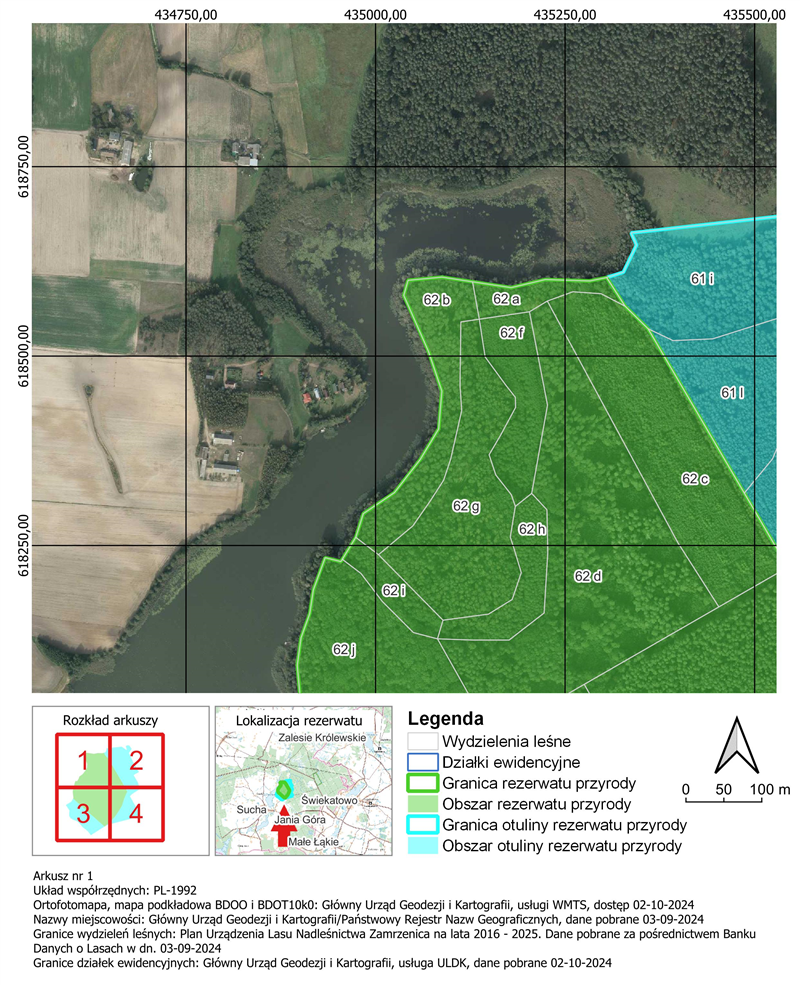 434750,00 435000,00 435250,00 435500,00
618750,00
618500,00
618250,00
61 i
62 b
62 a
62 f
61 l
62 c
62 g
62 h
62 d
62 i
62 j
Rozkład arkuszy
1 2
3 4
Lokalizacja rezerwatu
Zalesie Królewskie
Świekatowo
Sucha
Jania Góra
Małe Łąkie
Legenda
Wydzielenia leśne
Działki ewidencyjne
Granica rezerwatu przyrody
Obszar rezerwatu przyrody
Granica otuliny rezerwatu przyrody
Obszar otuliny rezerwatu przyrody
0 50 100 m
Arkusz nr 1
Układ współrzędnych: PL-1992
Ortofotomapa, mapa podkładowa BDOO i BDOT10k0: Główny Urząd Geodezji i Kartografii, usługi WMTS, dostęp 02-10-2024
Nazwy miejscowości: Główny Urząd Geodezji i Kartografii/Państwowy Rejestr Nazw Geograficznych, dane pobrane 03-09-2024
Granice wydzieleń leśnych: Plan Urządzenia Lasu Nadleśnictwa Zamrzenica na lata 2016 - 2025. Dane pobrane za pośrednictwem Banku
Danych o Lasach w dn. 03-09-2024
Granice działek ewidencyjnych: Główny Urząd Geodezji i Kartografii, usługa ULDK, dane pobrane 02-10-2024